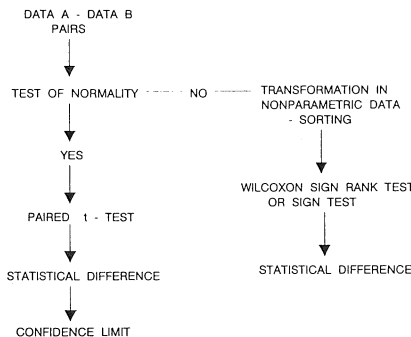 DATA A - DATA B
PAIRS
TEST OF NORMALITY
NO
TRANSFORMATION IN
NONPARAMETRIC DATA
- SORTING
YES
WILCOXON SIGN RANK TEST
OR SIGN TEST
PAIRED t - TEST
STATISTICAL DIFFERENCE
STATISTICAL DIFFERENCE
CONFIDENCE LIMIT